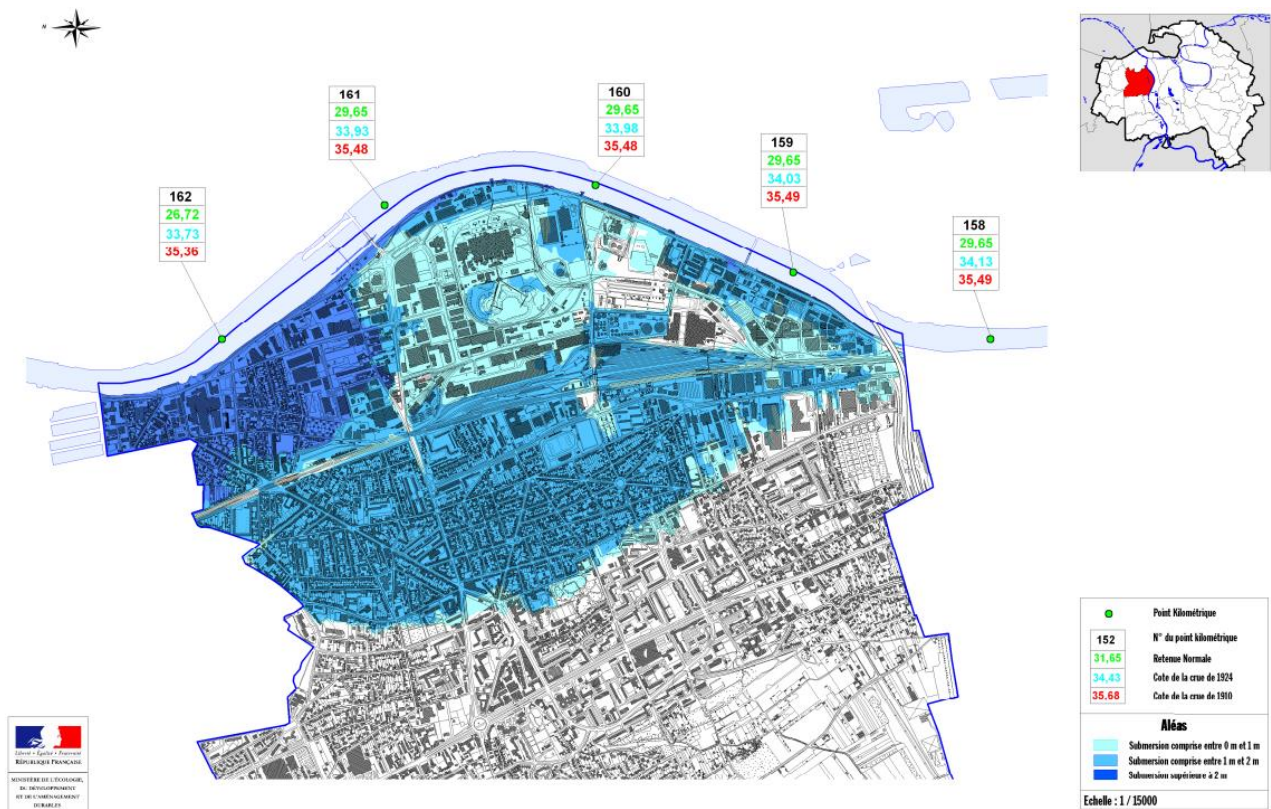 N
161
29,65
33,93
35,48
160
29,65
33,98
35,48
159
29,65
34,03
35,49
162
26,72
33,73
35,36
158
29,65
34,13
35,49
Point Kilométrique
152
N° du point kilométrique
31,65
Retenue Normale
34,43
Cote de la crue de 1924
35.68
Cote de la crue de 1910
Aléas
Submersion comprise entre 0 m et 1 m
Submersion comprise entre 1 m et 2 m
Submersion supérieure à 2 m
Echelle : 1 / 15000
Liberté • Égalité • Fraternité
RÉPUBLIQUE FRANÇAISE
MINISTÈRE DE L'ÉCOLOGIE,
DU DÉVELOPPEMENT
ET DE L'AMÉNAGEMENT
DURABLES